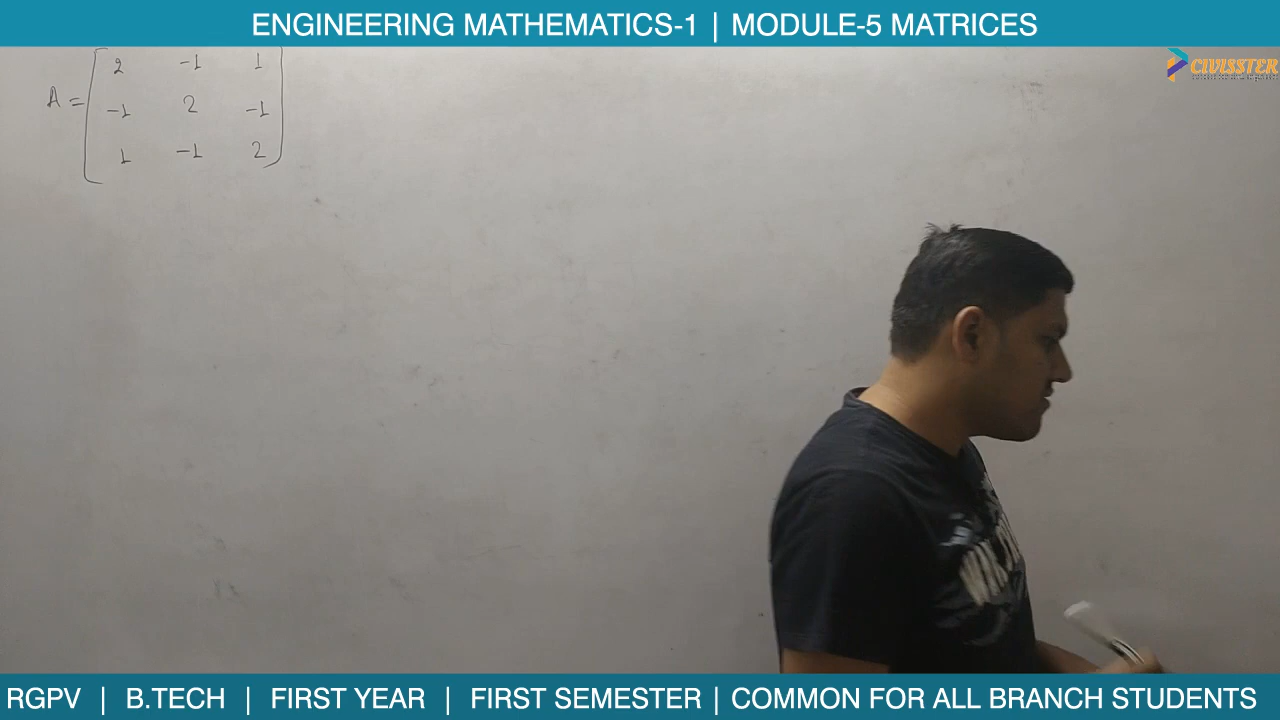 ENGINEERING MATHEMATICS-1 | MODULE-5 MATRICES
CIVISSTER
2 -1 1
A = -1 2 -1
1 -1 2
RGPV | B.TECH | FIRST YEAR | FIRST SEMESTER | COMMON FOR ALL BRANCH STUDENTS